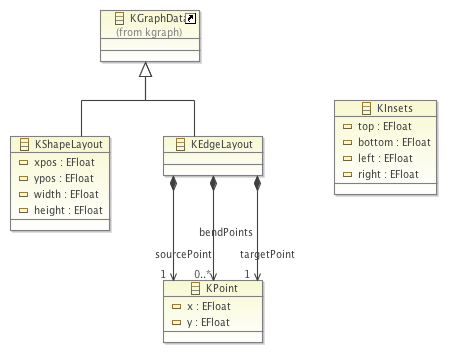 KGraphData
(from kgraph)
KShapeLayout
xpos : EFloat
ypos : EFloat
width : EFloat
height : EFloat
KEdgeLayout
KInsets
top : EFloat
bottom : EFloat
left : EFloat
right : EFloat
bendPoints
sourcePoint
targetPoint
1
0..*
1
KPoint
x : EFloat
y : EFloat